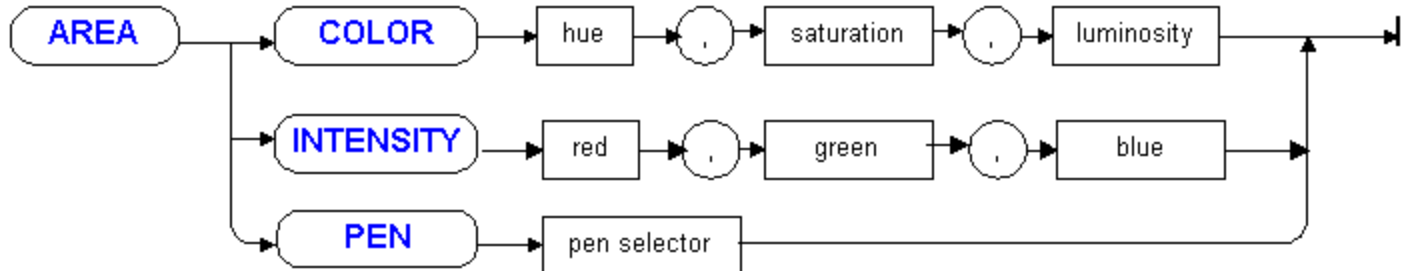 AREA COLOR hue , saturation , luminosity
INTENSITY red , green , blue
PEN pen selector